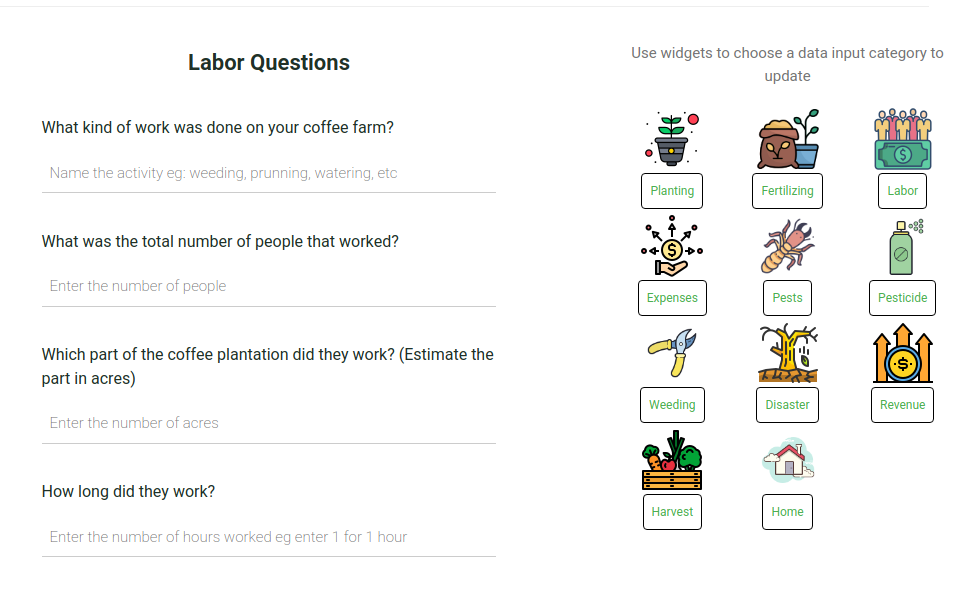 Labor Questions
What kind of work was done on your coffee farm?
Name the activity eg: weeding, prunning, watering, etc
What was the total number of people that worked?
Enter the number of people
Which part of the coffee plantation did they work? (Estimate the
part in acres)
Enter the number of acres
How long did they work?
Enter the number of hours worked eg enter 1 for 1 hour
Use widgets to choose a data input category to
update
$
Planting
Fertilizing
Labor
$
Expenses
Pests
Pesticide
$
Weeding
Disaster
Revenue
Harvest
Home